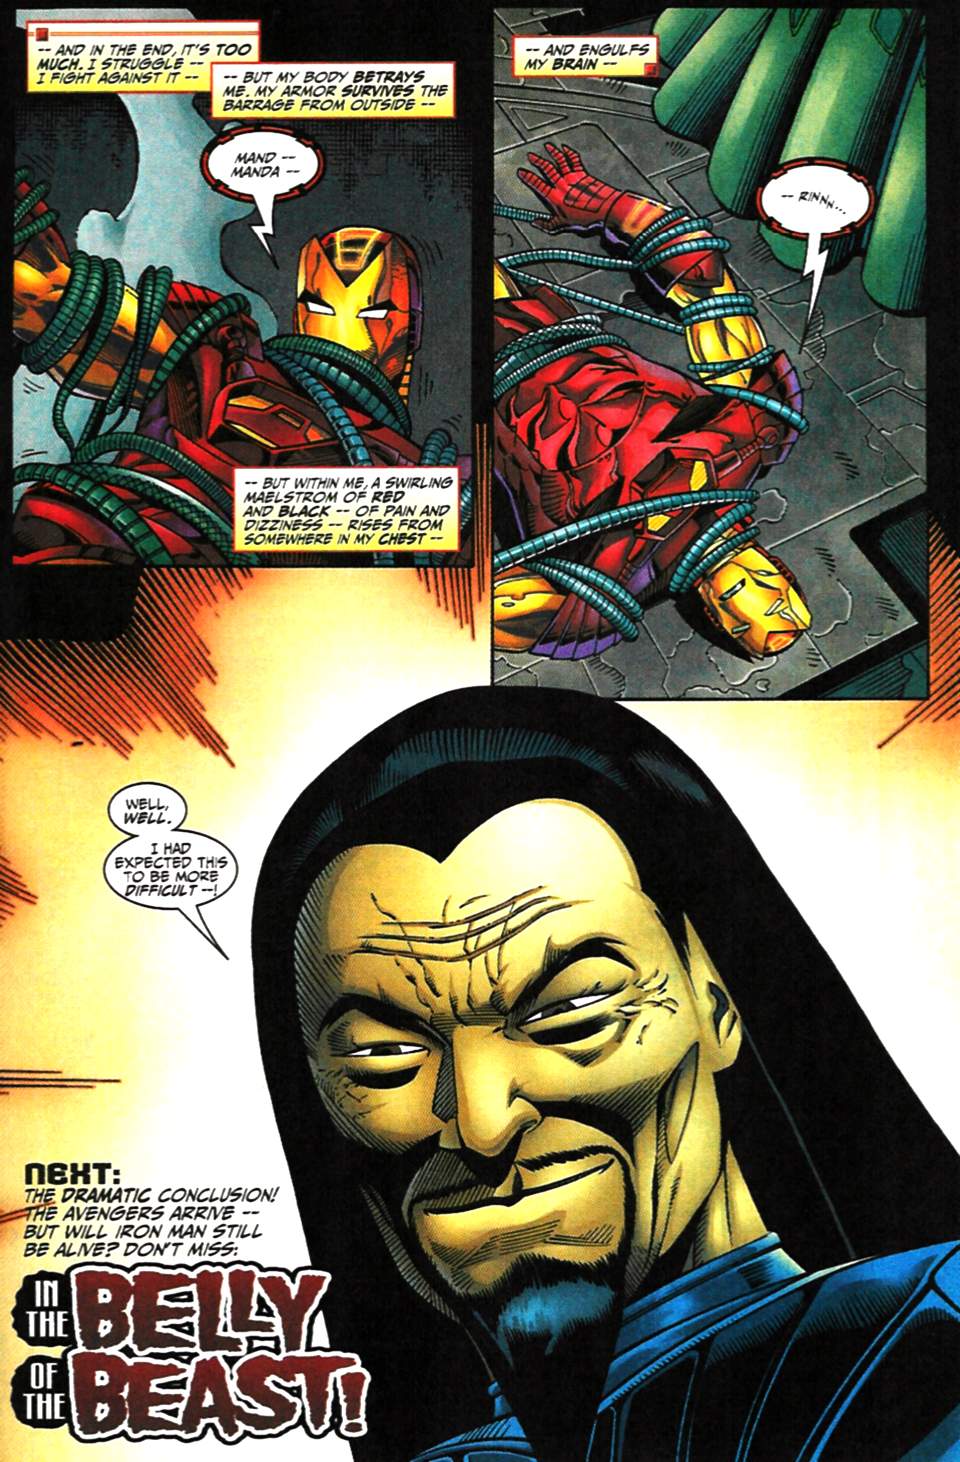 -- AND IN THE END, IT'S TOO
MUCH. I STRUGGLE --
I FIGHT AGAINST IT --
-- BUT MY BODY BETRAYS
ME. MY ARMOR SURVIVES THE
BARRAGE FROM OUTSIDE --
MAND --
MANDA --
-- BUT WITHIN ME, A SWIRLING
MAELSTROM OF RED
AND BLACK -- OF PAIN AND
DIZZINESS -- RISES FROM
SOMEWHERE IN MY CHEST --
-- AND ENGULFS
MY BRAIN --
-- RINNN...
WELL,
WELL.
I HAD
EXPECTED THIS
TO BE MORE
DIFFICULT --!
NEXT:
THE DRAMATIC CONCLUSION!
THE AVENGERS ARRIVE --
BUT WILL IRON MAN STILL
BE ALIVE? DON'T MISS:
IN THE BELLY
OF THE BEAST!